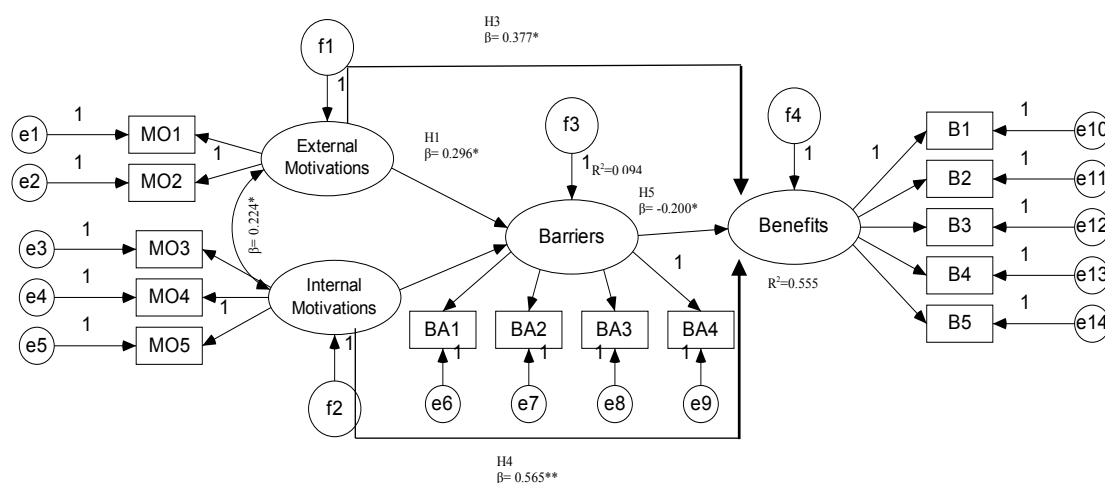 H3
β= 0.377*
f1
1
f3
f4
e1
1
MO1
External
Motivations
H1
β= 0.296*
1
e2
1
MO2
1
1
R²=0.094
1
B1
1
e10
1
B2
1
e11
β= 0.224*
H5
β= -0.200*
Barriers
Benefits
B3
1
e12
e3
1
MO3
e4
1
MO4
1
Internal
Motivations
1
R²=0.555
B4
1
e13
e5
1
MO5
1
BA1
BA2
BA3
BA4
B5
1
e14
1
1
1
1
f2
e6
e7
e8
e9
H4
β= 0.565**